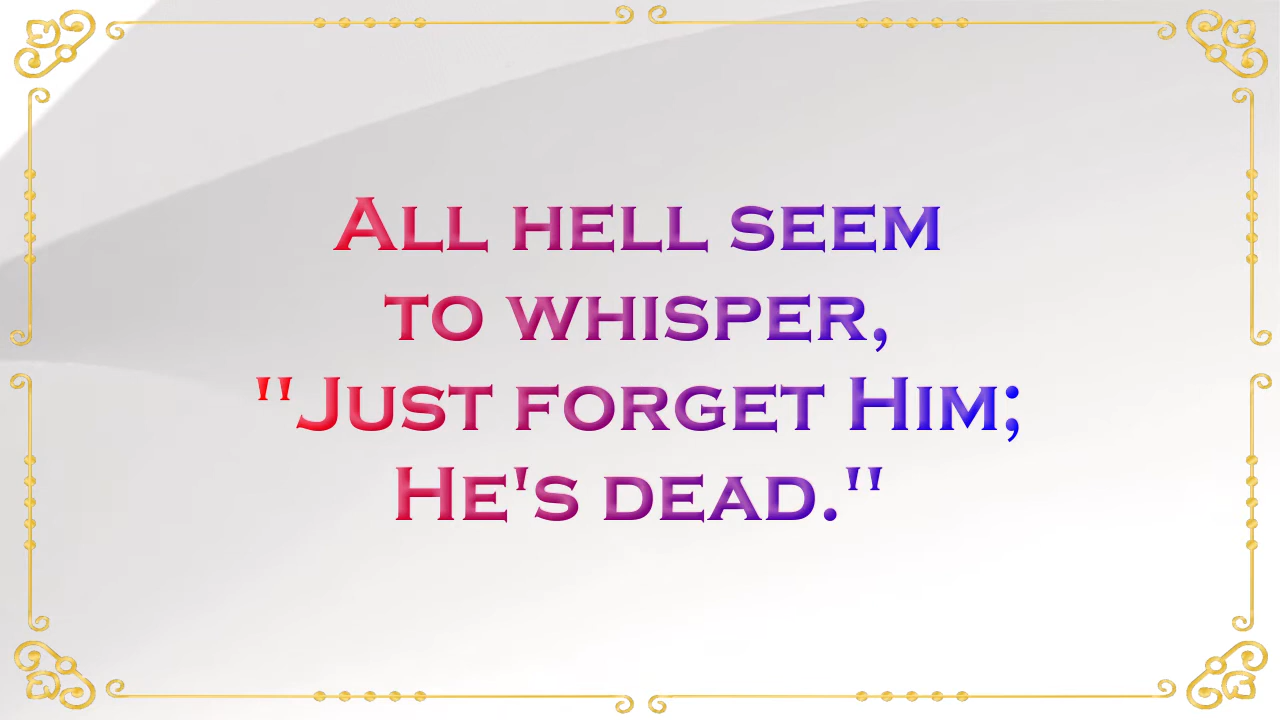 All hell seem
to whisper,
"Just forget Him;
He's dead."